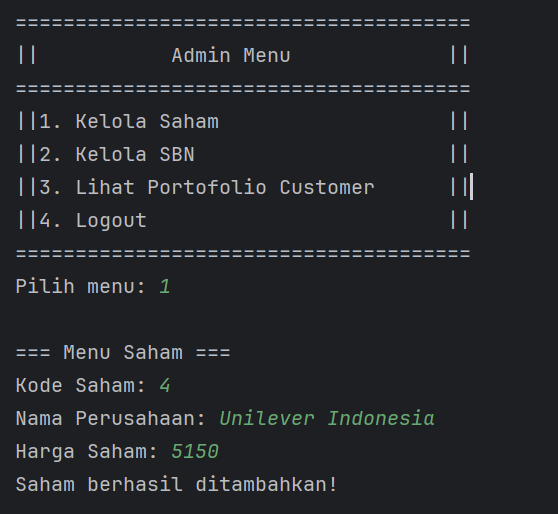 ======================================
||           Admin Menu             ||
======================================
||1. Kelola Saham                   ||
||2. Kelola SBN                     ||
||3. Lihat Portofolio Customer      ||
||4. Logout                         ||
======================================
Pilih menu: 1

=== Menu Saham ===
Kode Saham: 4
Nama Perusahaan: Unilever Indonesia
Harga Saham: 5150
Saham berhasil ditambahkan!